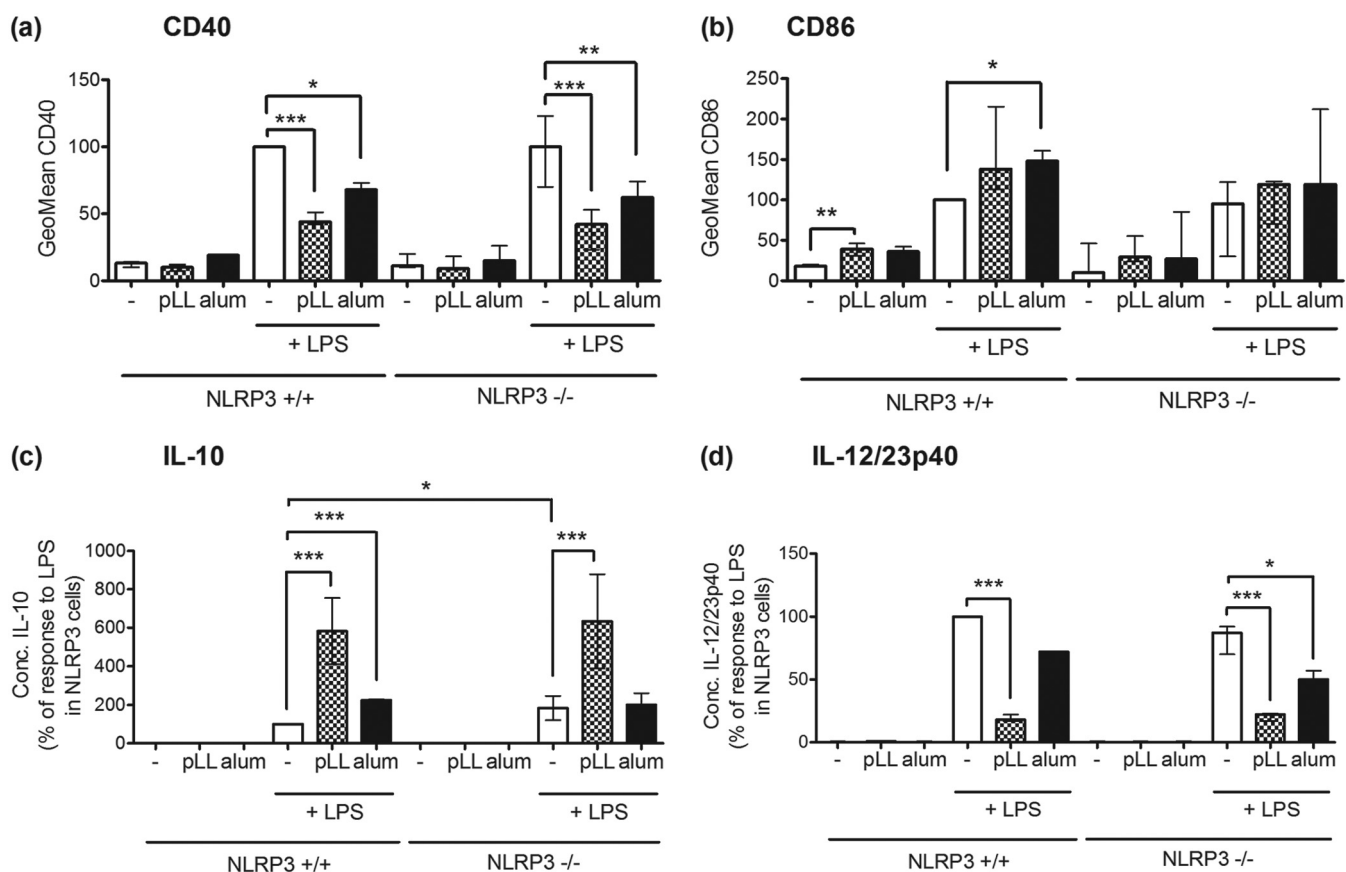 (a) CD40
GeoMean CD40
150
100
50
0
*
***
**
***
- pLL alum - pLL alum - pLL alum - pLL alum
+ LPS + LPS
NLRP3 +/+ NLRP3 -/-
(b) CD86
GeoMean CD86
250
200
150
100
50
0
**
*
- pLL alum - pLL alum - pLL alum - pLL alum
+ LPS + LPS
NLRP3 +/+ NLRP3 -/-
(c) IL-10
Conc. IL-10
(% of response to LPS
in NLRP3 cells)
1000
800
600
400
200
0
*
***
***
***
- pLL alum - pLL alum - pLL alum - pLL alum
+ LPS + LPS
NLRP3 +/+ NLRP3 -/-
(d) IL-12/23p40
Conc. IL-12/23p40
(% of response to LPS
in NLRP3 cells)
150
100
50
0
***
*
***
- pLL alum - pLL alum - pLL alum - pLL alum
+ LPS + LPS
NLRP3 +/+ NLRP3 -/-